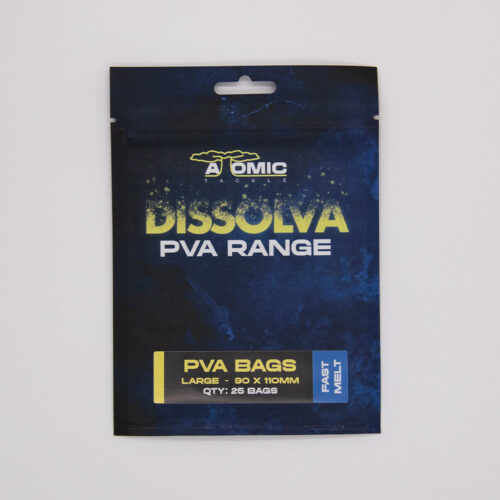 ATOMIC
TACKLE
DISSOLVA
PVA RANGE
PVA BAGS
LARGE - 90 X 110MM
QTY: 25 BAGS
FAST
MELT